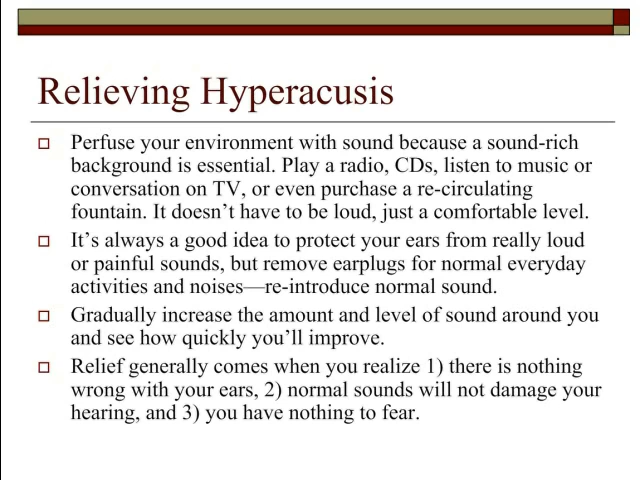 Relieving Hyperacusis
Perfuse your environment with sound because a sound-rich
background is essential. Play a radio, CDs, listen to music or
conversation on TV, or even purchase a re-circulating
fountain. It doesn’t have to be loud, just a comfortable level.
It’s always a good idea to protect your ears from really loud
or painful sounds, but remove earplugs for normal everyday
activities and noises—re-introduce normal sound.
Gradually increase the amount and level of sound around you
and see how quickly you’ll improve.
Relief generally comes when you realize 1) there is nothing
wrong with your ears, 2) normal sounds will not damage your
hearing, and 3) you have nothing to fear.